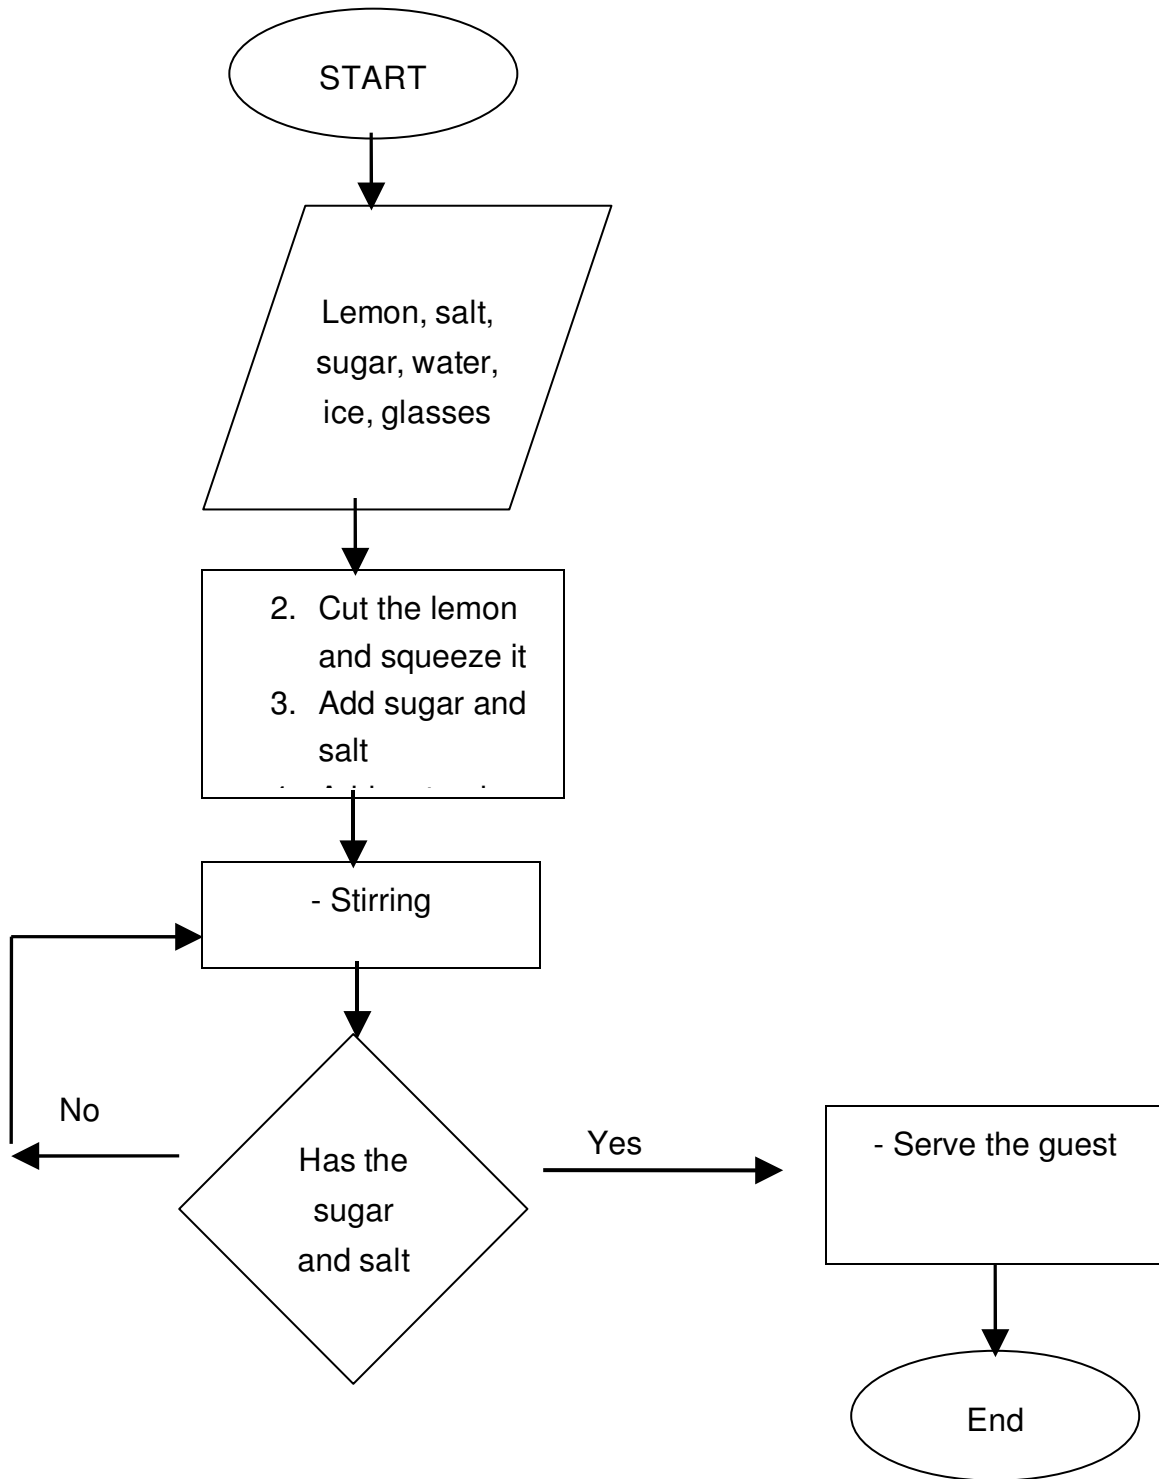 START
Lemon, salt,
sugar, water,
ice, glasses
2. Cut the lemon
and squeeze it
3. Add sugar and
salt
- Stirring
No
Has the
sugar
and salt
Yes
- Serve the guest
End